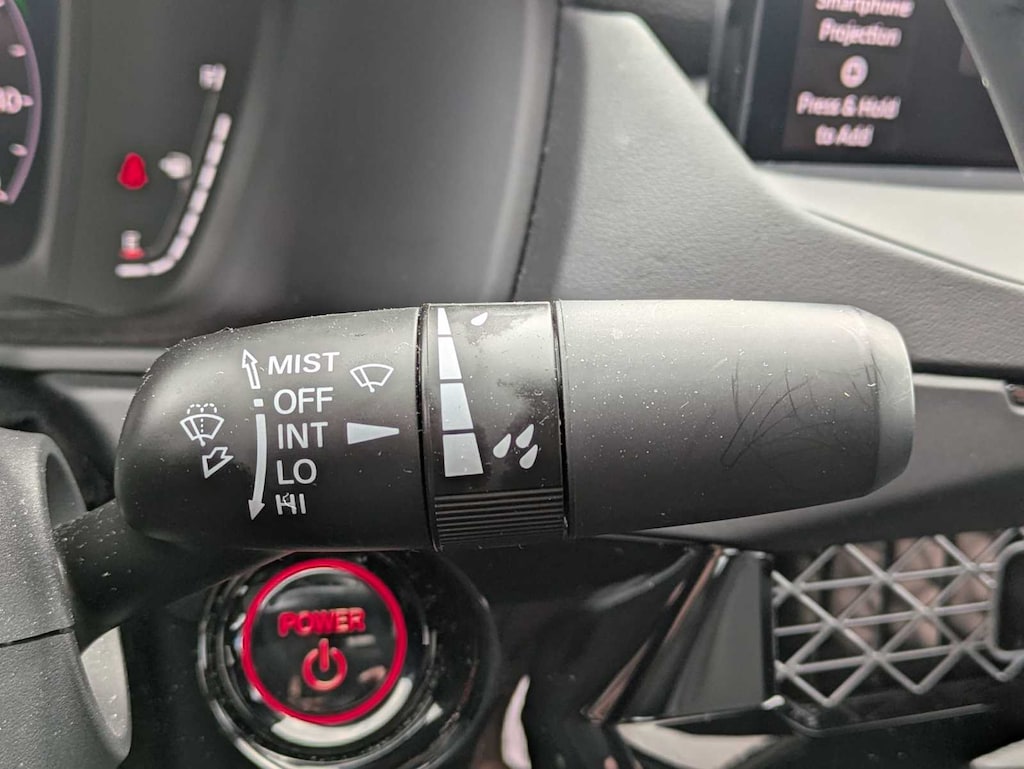 Smartphone
Projection
Press & Hold
to Add
H
E
MIST
OFF
INT
LO
HI
POWER